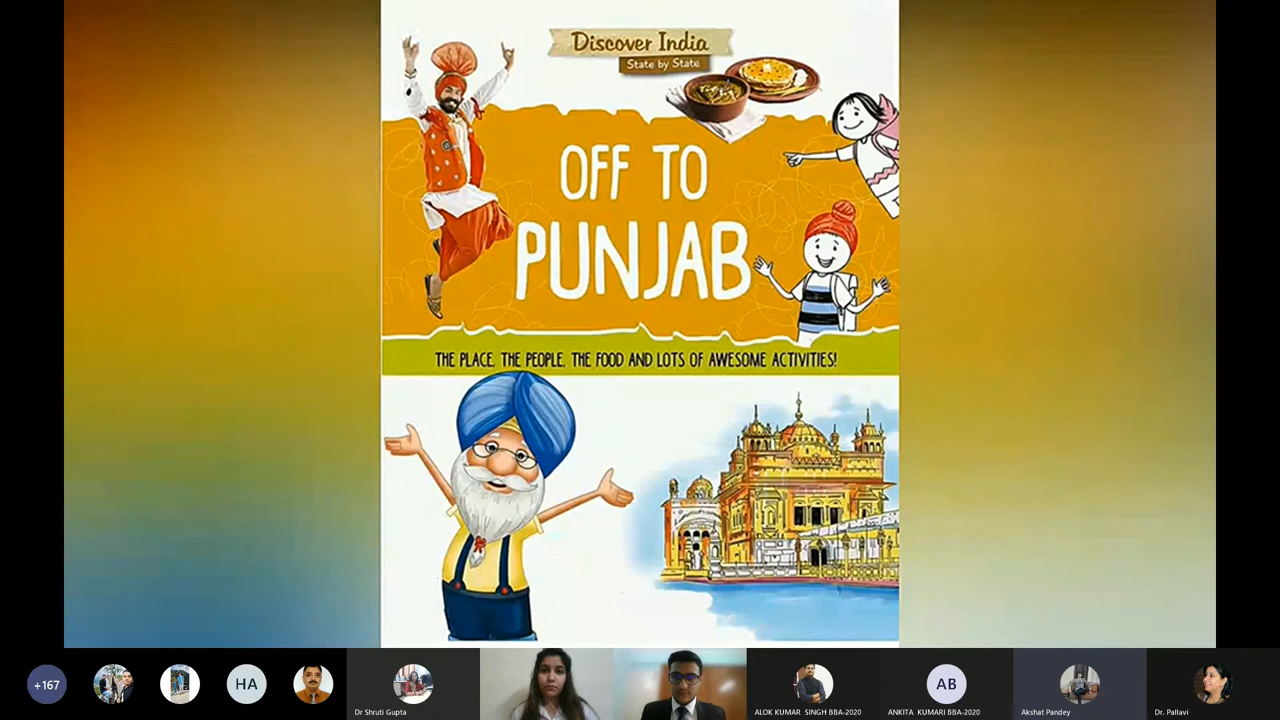 Discover India
State by State
OFF TO
PUNJAB
THE PLACE, THE PEOPLE, THE FOOD AND LOTS OF AWESOME ACTIVITIES!
+167
HA
Dr Shruti Gupta
ALOK KUMAR SINGH BBA-2020
AB
ANKITA KUMARI BBA-2020
Akshat Pandey
Dr. Pallavi